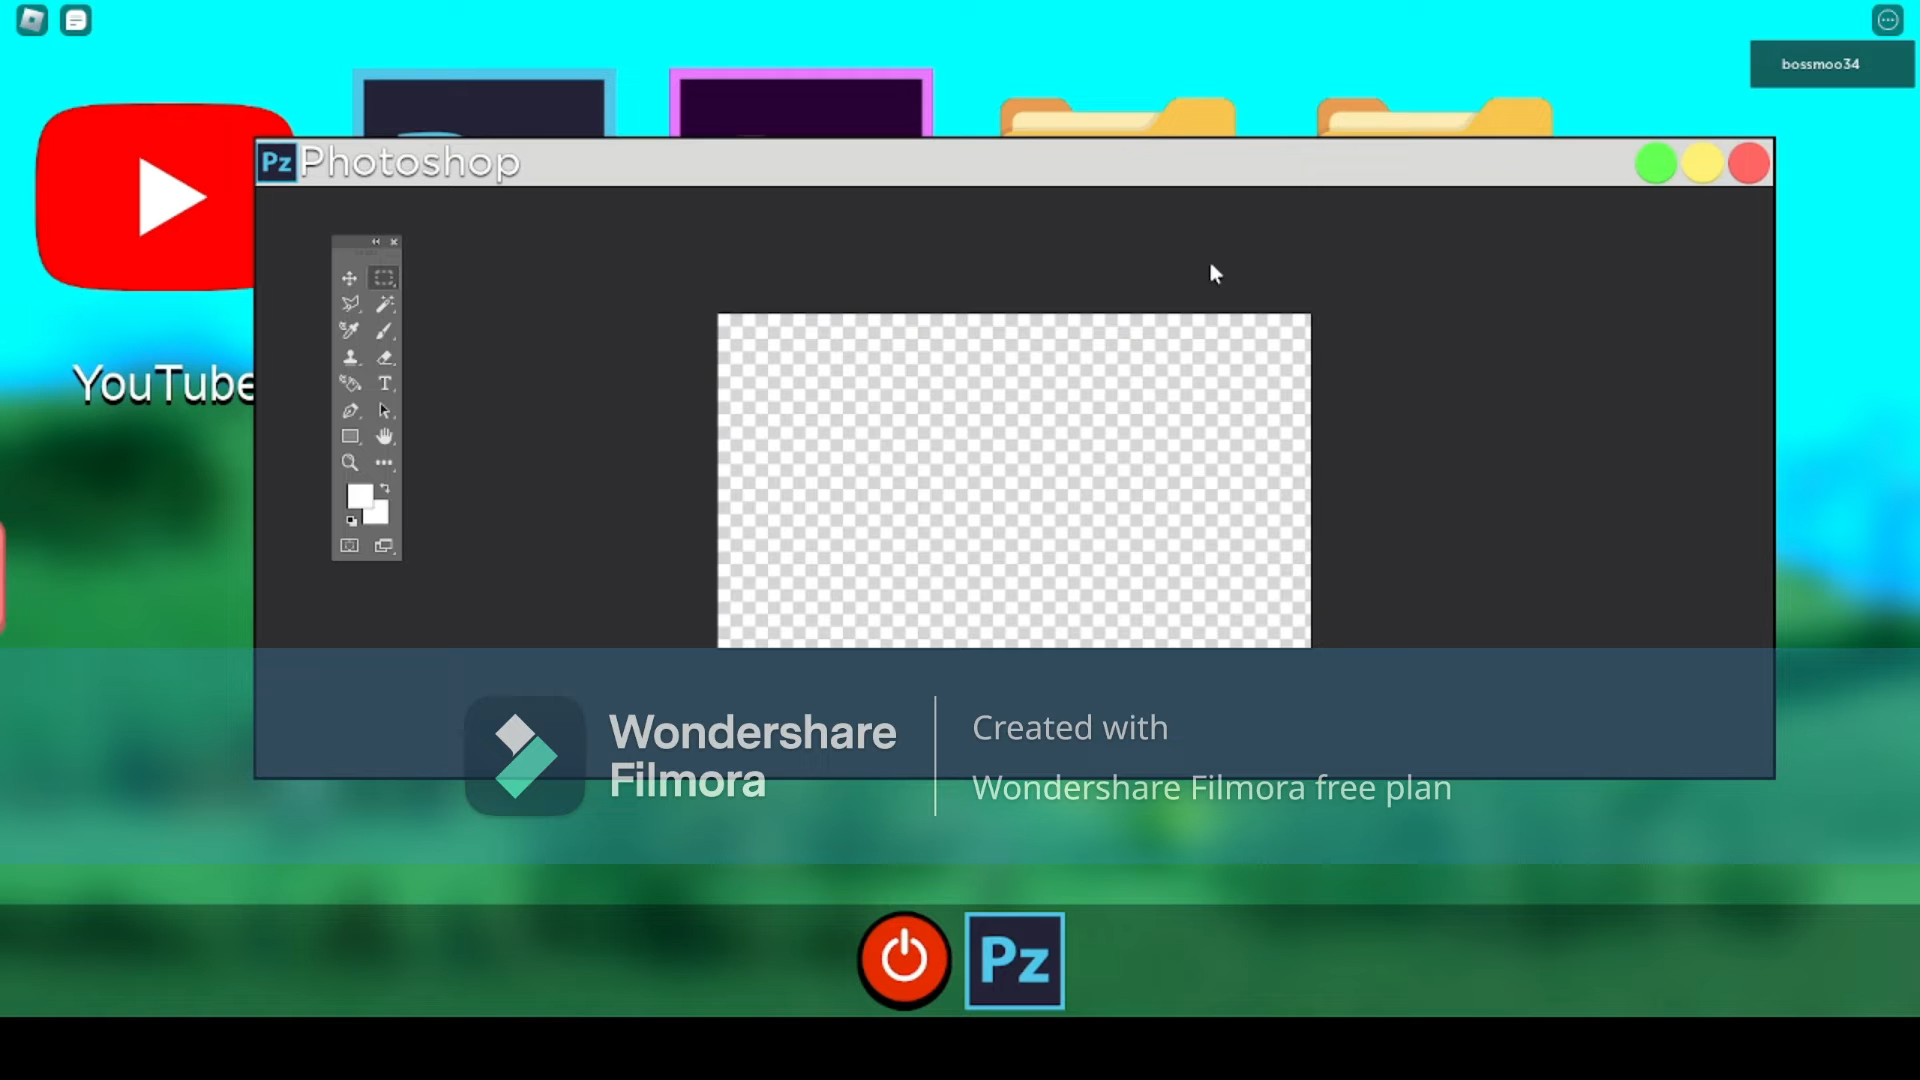 bossmoo34
Pz Photoshop
YouTube
T
Wondershare
Filmora
Created with
Wondershare Filmora free plan
Pz